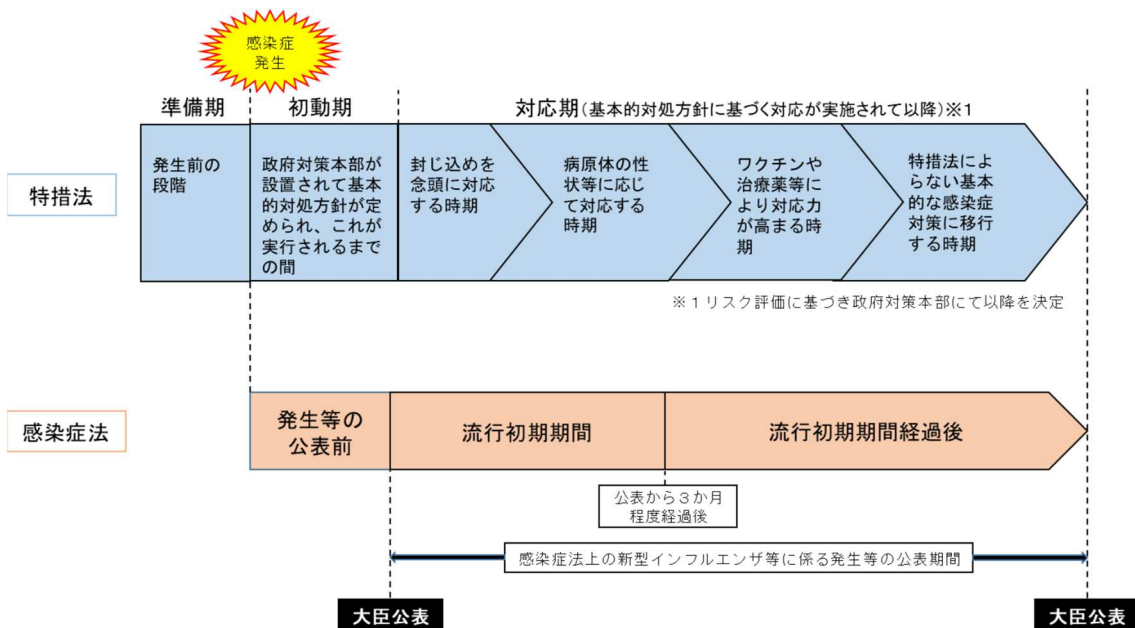 感染症
発生
準備期
初動期
対応期（基本的対処方針に基づく対応が実施されて以降）※1
特措法
発生前の
段階
政府対策本部が
設置されて基本
的対処方針が定
められ、これが
実行されるまで
の間
封じ込めを
念頭に対応
する時期
病原体の性
状等に応じ
て対応する
時期
ワクチンや
治療薬等に
より対応力
が高まる時
期
特措法によ
らない基本
的な感染症
対策に移行
する時期
※１リスク評価に基づき政府対策本部にて以降を決定
感染症法
発生等の
公表前
流行初期期間
流行初期期間経過後
公表から３か月
程度経過後
感染症法上の新型インフルエンザ等に係る発生等の公表期間
大臣公表
大臣公表